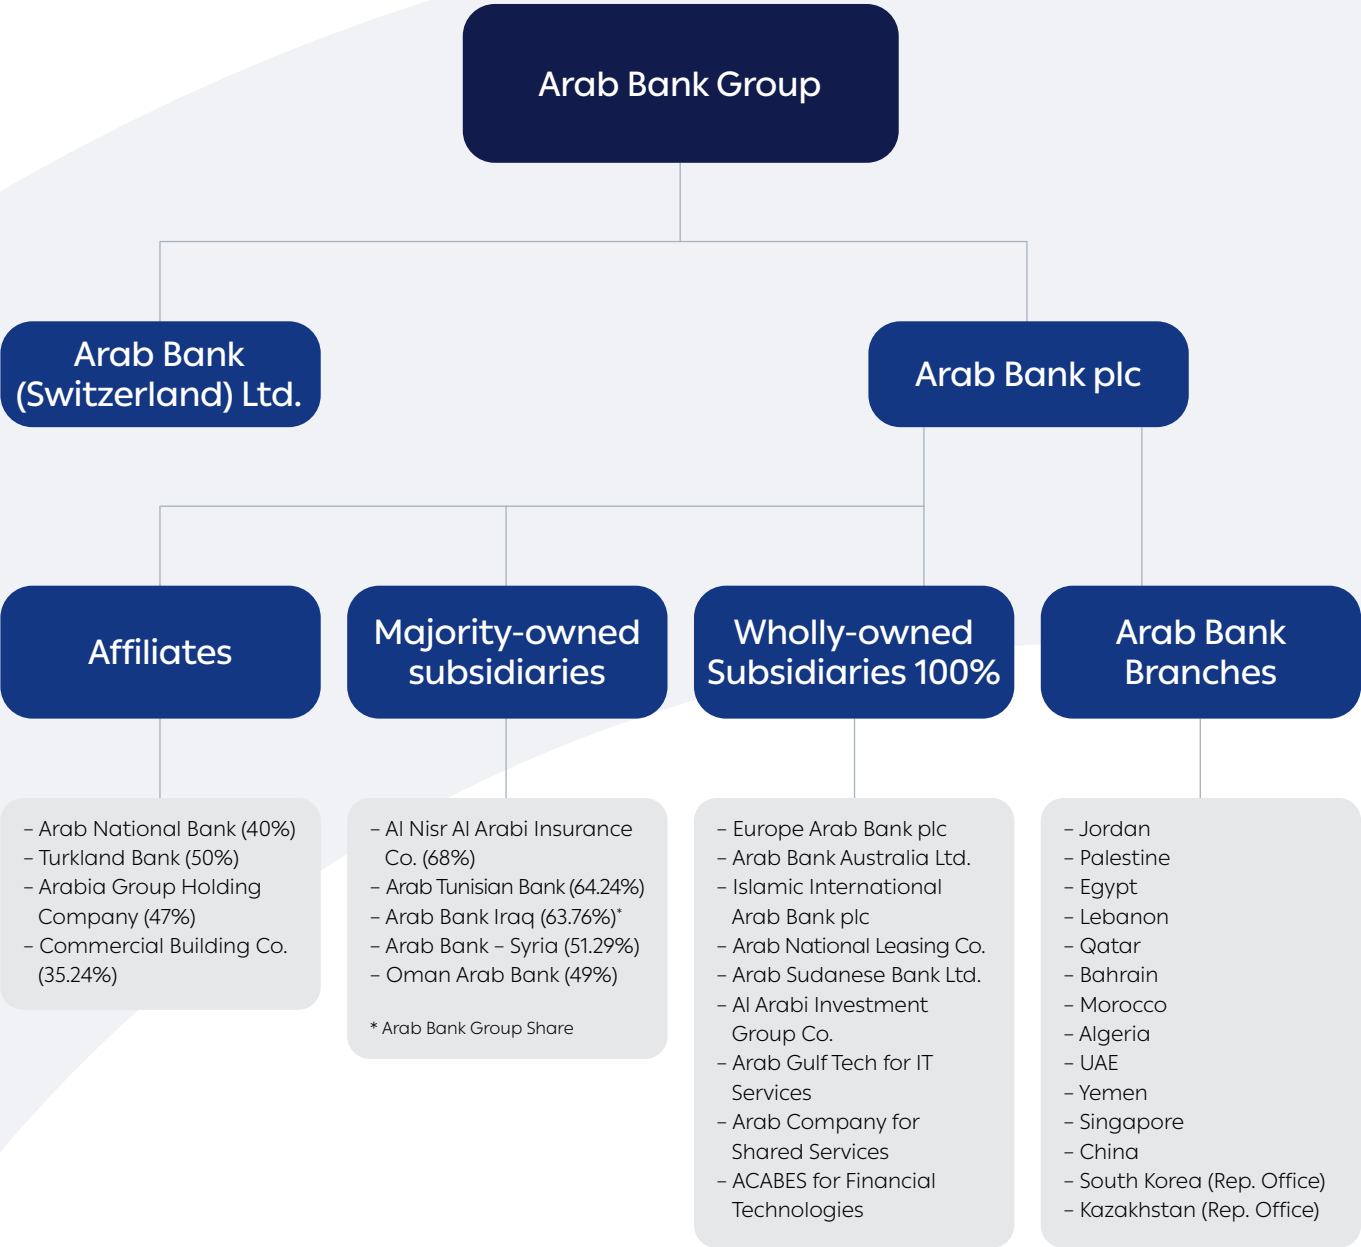 Arab Bank Group
Arab Bank
(Switzerland) Ltd.
Arab Bank plc
Affiliates
Majority-owned
subsidiaries
Wholly-owned
Subsidiaries 100%
Arab Bank
Branches
– Arab National Bank (40%)
– Turkland Bank (50%)
– Arabia Group Holding
Company (47%)
– Commercial Building Co.
(35.24%)
– Al Nisr Al Arabi Insurance
Co. (68%)
– Arab Tunisian Bank (64.24%)
– Arab Bank Iraq (63.76%)*
– Arab Bank – Syria (51.29%)
– Oman Arab Bank (49%)
* Arab Bank Group Share
– Europe Arab Bank plc
– Arab Bank Australia Ltd.
– Islamic International
Arab Bank plc
– Arab National Leasing Co.
– Arab Sudanese Bank Ltd.
– Al Arabi Investment
Group Co.
– Arab Gulf Tech for IT
Services
– Arab Company for
Shared Services
– ACABES for Financial
Technologies
– Jordan
– Palestine
– Egypt
– Lebanon
– Qatar
– Bahrain
– Morocco
– Algeria
– UAE
– Yemen
– Singapore
– China
– South Korea (Rep. Office)
– Kazakhstan (Rep. Office)